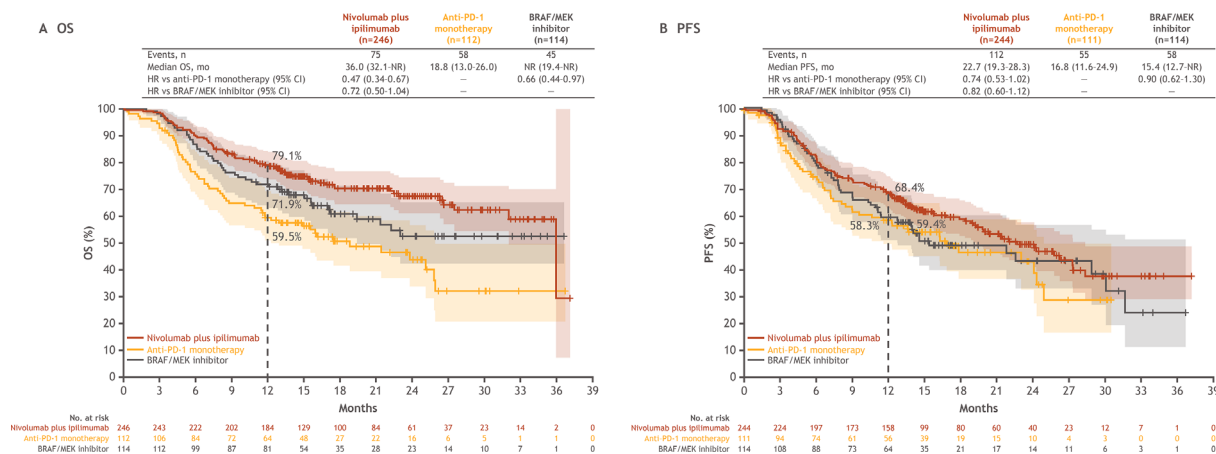 A OS
Nivolumab plus ipilimumab (n=246) Anti-PD-1 monotherapy (n=112) BRAF/MEK inhibitor (n=114)
Events, n 75 58 45
Median OS, mo 36.0 (32.1-NR) 18.8 (13.0-26.0) NR (19.4-NR)
HR vs anti-PD-1 monotherapy (95% CI) 0.47 (0.34-0.67) — 0.66 (0.44-0.97)
HR vs BRAF/MEK inhibitor (95% CI) 0.72 (0.50-1.04) — —
100
90
80
70
60
50
40
30
20
10
0
OS (%)
79.1%
71.9%
59.5%
Nivolumab plus ipilimumab
Anti-PD-1 monotherapy
BRAF/MEK inhibitor
0 3 6 9 12 15 18 21 24 27 30 33 36 39
Months
No. at risk
Nivolumab plus ipilimumab 246 243 222 202 184 129 100 84 61 37 23 14 2 0
Anti-PD-1 monotherapy 112 106 84 72 64 48 27 22 16 6 5 1 1 0
BRAF/MEK inhibitor 114 112 99 87 81 54 35 28 23 14 10 7 1 0
B PFS
Nivolumab plus ipilimumab (n=244) Anti-PD-1 monotherapy (n=111) BRAF/MEK inhibitor (n=114)
Events, n 112 55 58
Median PFS, mo 22.7 (19.3-28.3) 16.8 (11.6-24.9) 15.4 (12.7-NR)
HR vs anti-PD-1 monotherapy (95% CI) 0.74 (0.53-1.02) — 0.90 (0.62-1.30)
HR vs BRAF/MEK inhibitor (95% CI) 0.82 (0.60-1.12) — —
100
90
80
70
60
50
40
30
20
10
0
PFS (%)
68.4%
59.4%
58.3%
Nivolumab plus ipilimumab
Anti-PD-1 monotherapy
BRAF/MEK inhibitor
0 3 6 9 12 15 18 21 24 27 30 33 36 39
Months
No. at risk
Nivolumab plus ipilimumab 244 224 197 173 158 99 80 60 40 23 12 7 1 0
Anti-PD-1 monotherapy 111 94 74 61 56 39 19 15 10 4 3 0 0 0
BRAF/MEK inhibitor 114 108 88 73 64 35 21 17 14 11 6 3 1 0